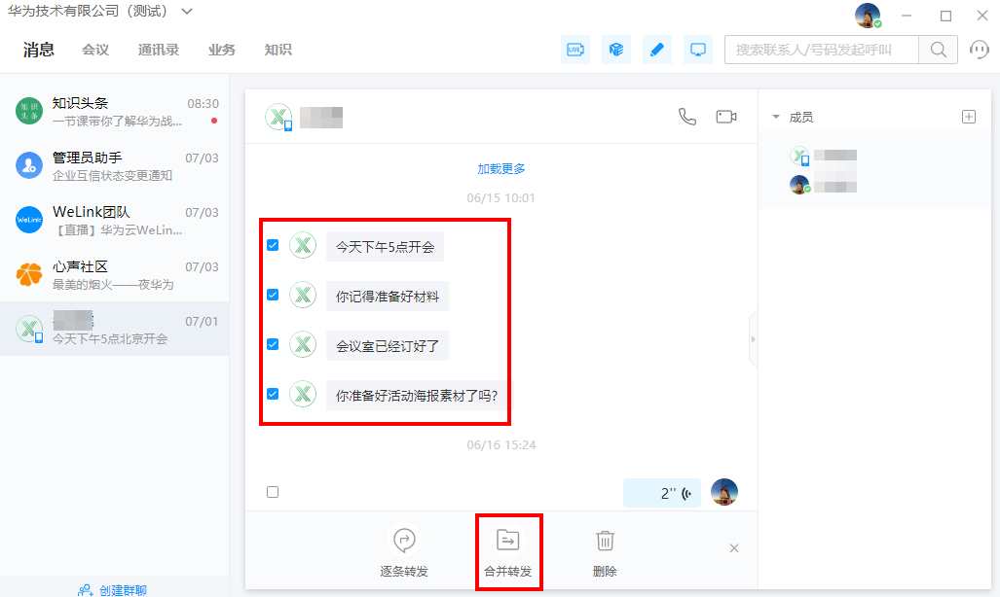 华为技术有限公司（测试）
消息 会议 通讯录 业务 知识
LIVE
搜索联系人/号码发起呼叫
知识头条 08:30
一节课带你了解华为战...
管理员助手 07/03
企业互信状态变更通知
WeLink
WeLink团队 07/03
【直播】华为云WeLin...
心声社区 07/03
最美的烟火——夜华为
07/01
今天下午5点北京开会
创建群聊
加载更多
06/15 10:01
今天下午5点开会
你记得准备好材料
会议室已经订好了
你准备好活动海报素材了吗?
06/16 15:24
2''
逐条转发 合并转发 删除
成员